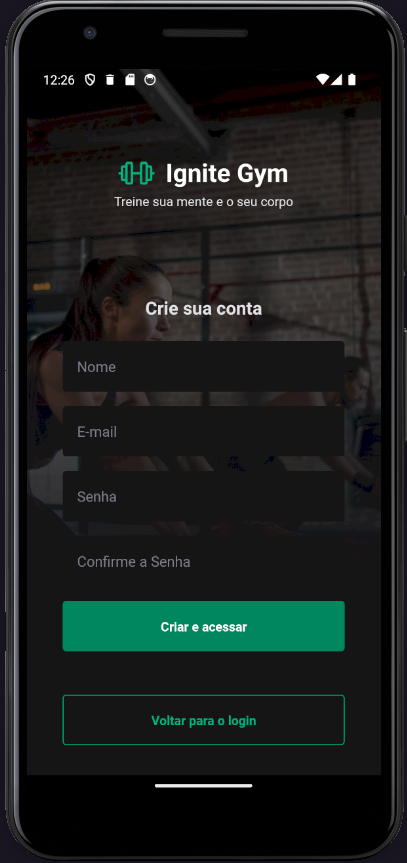 12:26
Ignite Gym
Treine sua mente e o seu corpo
Crie sua conta
Nome
E-mail
Senha
Confirme a Senha
Criar e acessar
Voltar para o login